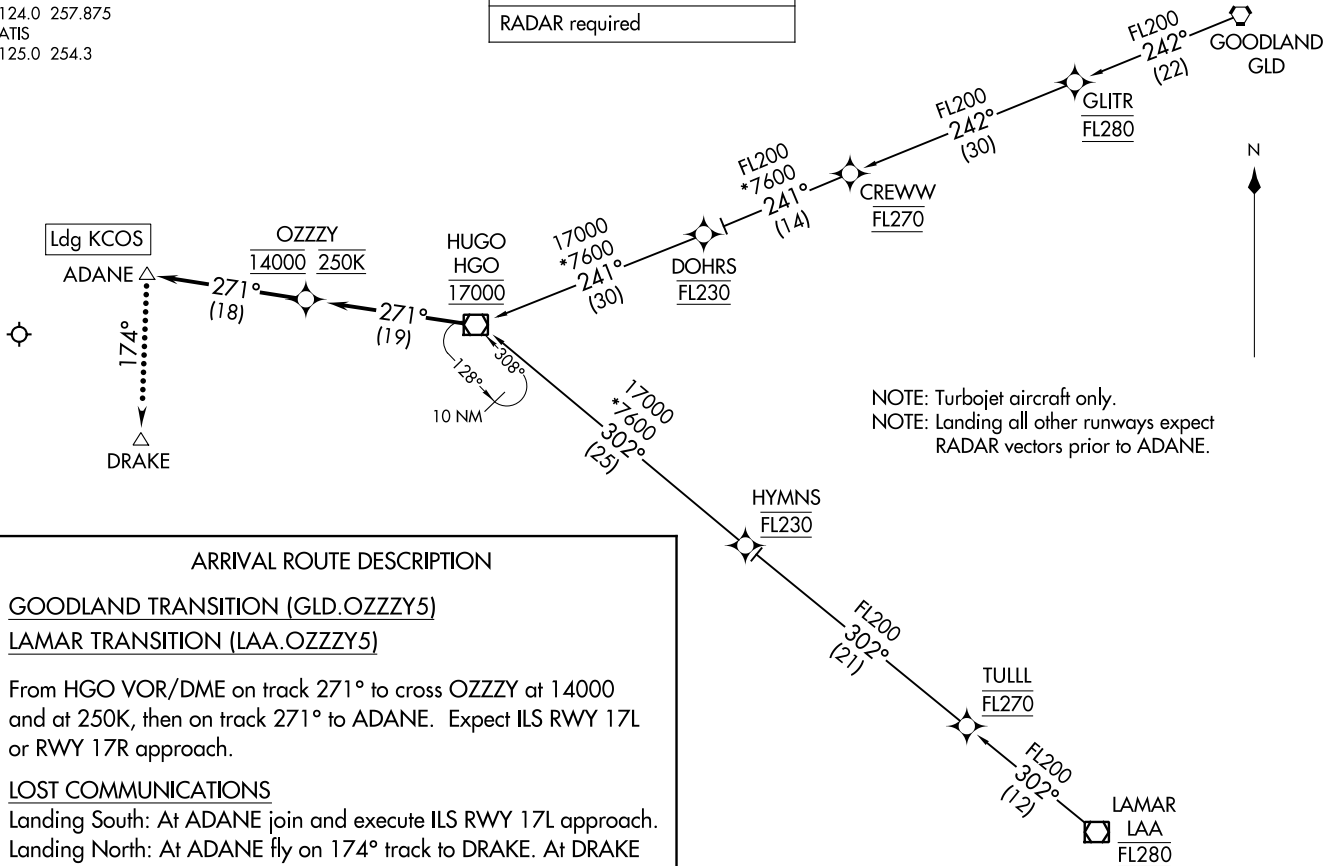 124.0 257.875
ATIS
125.0 254.3
RADAR required
FL200
242°
(22)
GOODLAND
GLD
GLITR
FL280
FL200
242°
(30)
CREWW
FL270
FL200
*7600
241°
(14)
DOHRS
FL230
17000
*7600
241°
(30)
N
Ldg KCOS
ADANE
271°
(18)
OZZZY
14000 250K
271°
(19)
HUGO
HGO
17000
174°
DRAKE
128°
308°
10 NM
17000
*7600
302°
(25)
NOTE: Turbojet aircraft only.
NOTE: Landing all other runways expect
RADAR vectors prior to ADANE.
HYMNS
FL230
FL200
302°
(21)
TULLL
FL270
FL200
302°
(12)
LAMAR
LAA
FL280
ARRIVAL ROUTE DESCRIPTION
GOODLAND TRANSITION (GLD.OZZZY5)
LAMAR TRANSITION (LAA.OZZZY5)
From HGO VOR/DME on track 271° to cross OZZZY at 14000
and at 250K, then on track 271° to ADANE. Expect ILS RWY 17L
or RWY 17R approach.
LOST COMMUNICATIONS
Landing South: At ADANE join and execute ILS RWY 17L approach.
Landing North: At ADANE fly on 174° track to DRAKE. At DRAKE